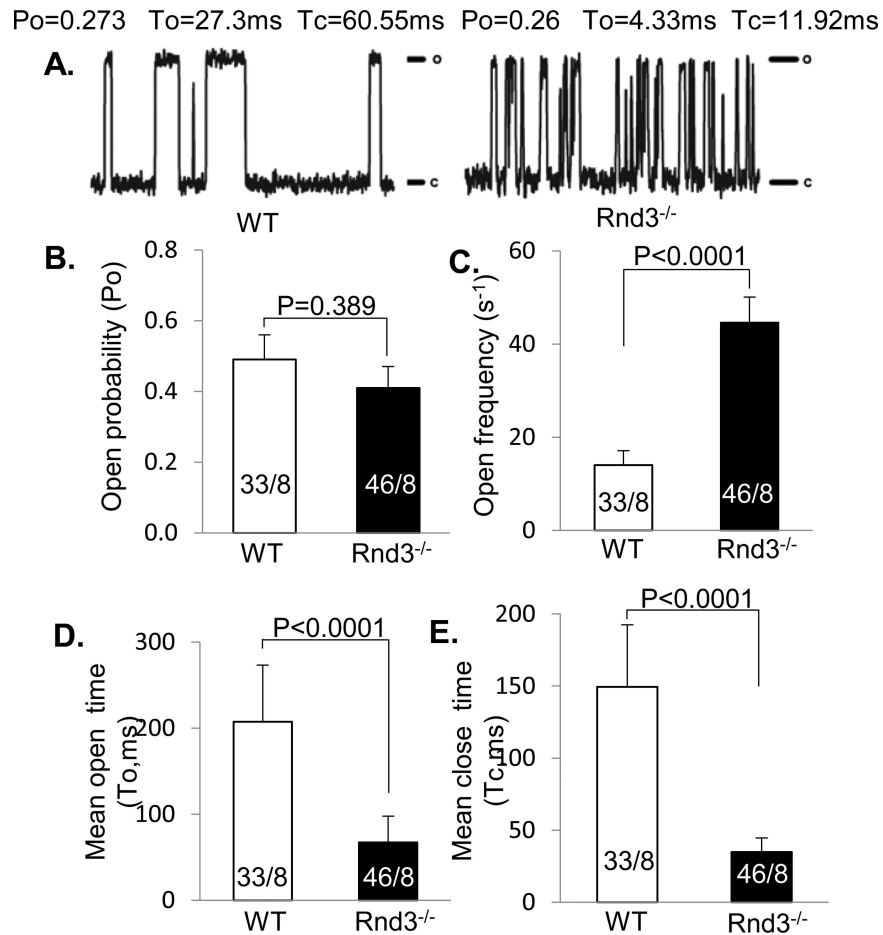 Po=0.273 To=27.3ms Tc=60.55ms Po=0.26 To=4.33ms Tc=11.92ms
A.
o
o
c
c
WT
Rnd3-/-
B.
Open probability (Po)
0.8
0.6
0.4
0.2
0.0
P=0.389
33/8
46/8
WT
Rnd3-/-
C.
Open frequency (s-1)
60
40
20
0
P<0.0001
33/8
46/8
WT
Rnd3-/-
D.
Mean open time
(To,ms)
300
200
100
0
P<0.0001
33/8
46/8
WT
Rnd3-/-
E.
Mean close time
(Tc,ms)
200
150
100
50
0
P<0.0001
33/8
46/8
WT
Rnd3-/-